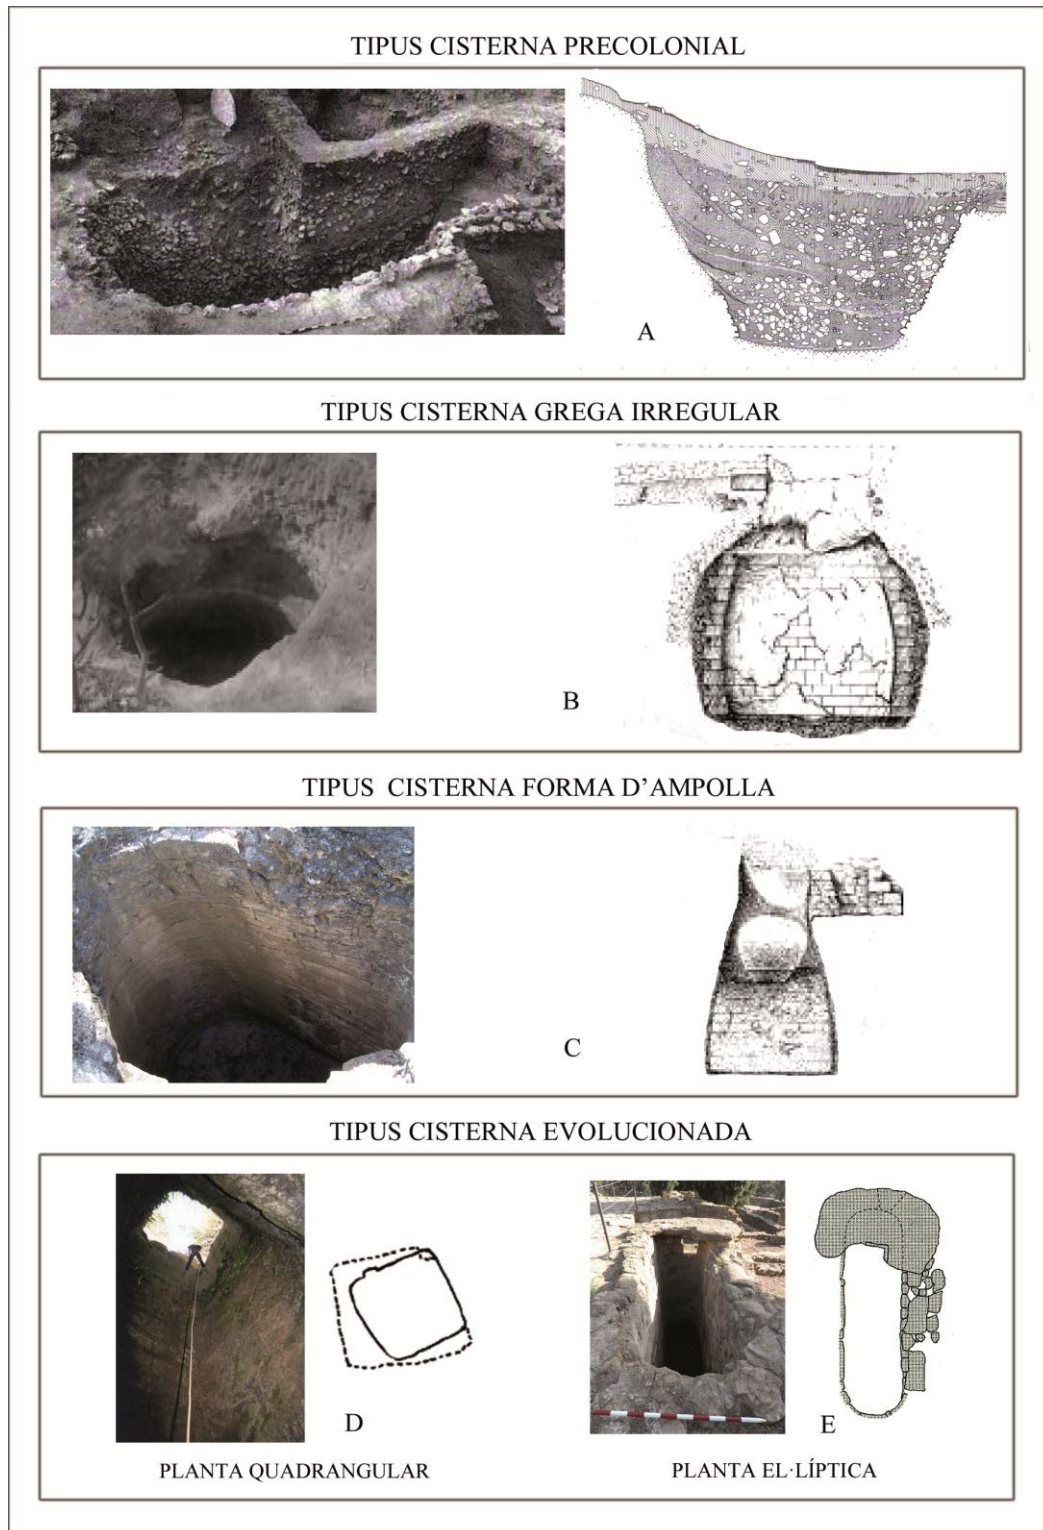 TIPUS CISTERNA PRECOLONIAL
A
TIPUS CISTERNA GREGA IRREGULAR
B
TIPUS CISTERNA FORMA D’AMPOLLA
C
TIPUS CISTERNA EVOLUCIONADA
D
E
PLANTA QUADRANGULAR
PLANTA EL·LÍPTICA